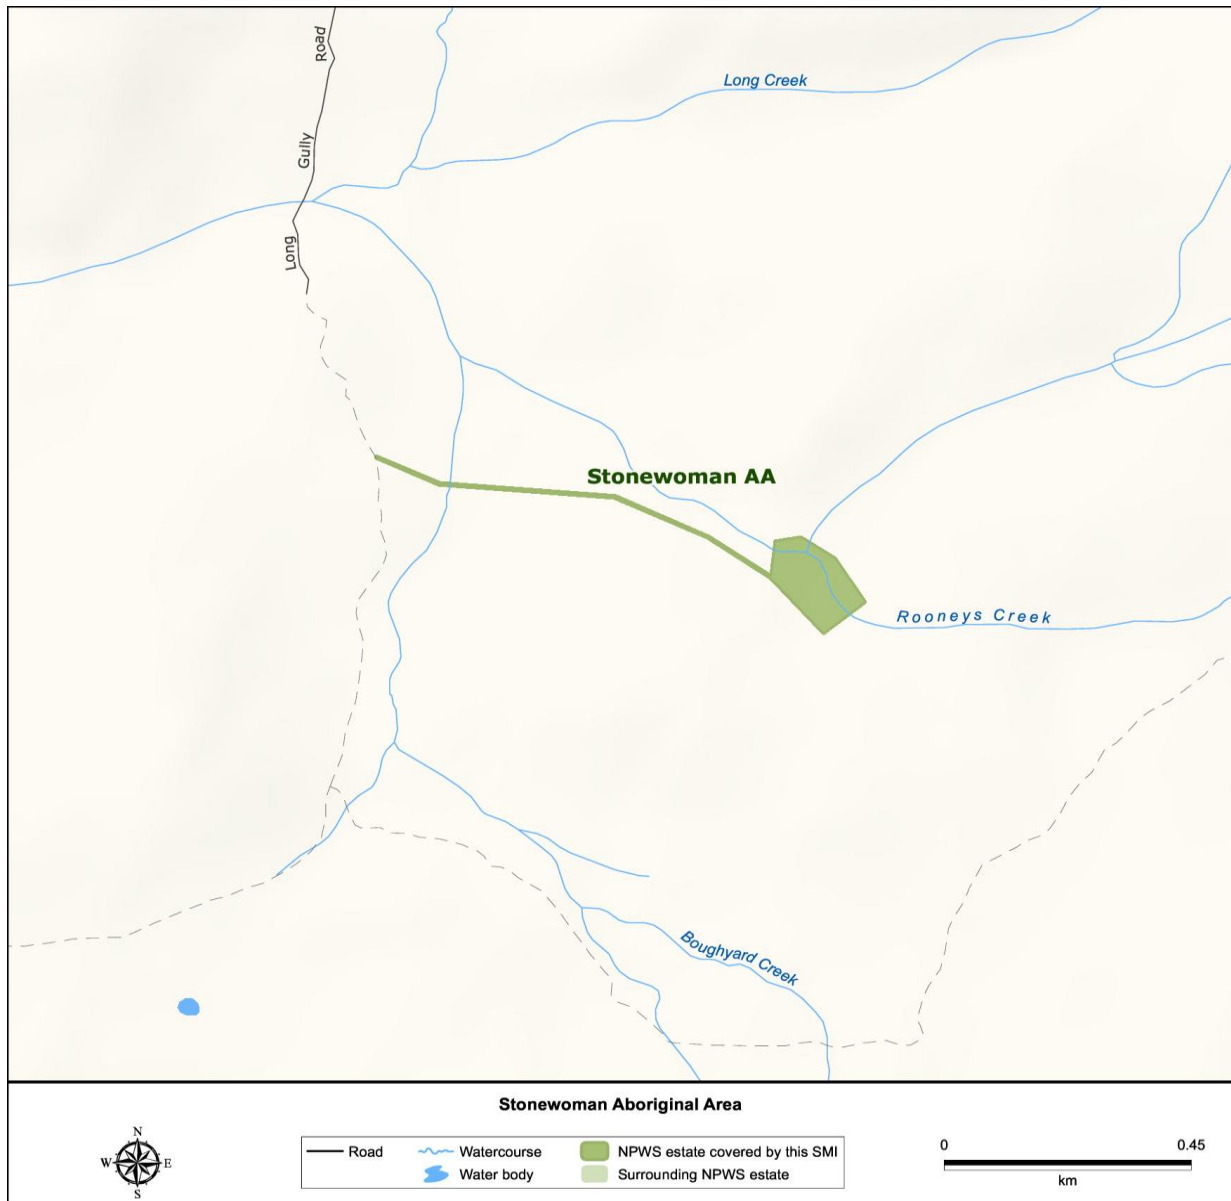 Road
Long Creek
Gully
Long
Stonewoman AA
Rooneys Creek
Boughyard Creek
Stonewoman Aboriginal Area
N
W E
S
Road
Watercourse
Water body
NPWS estate covered by this SMI
Surrounding NPWS estate
0 0.45
km